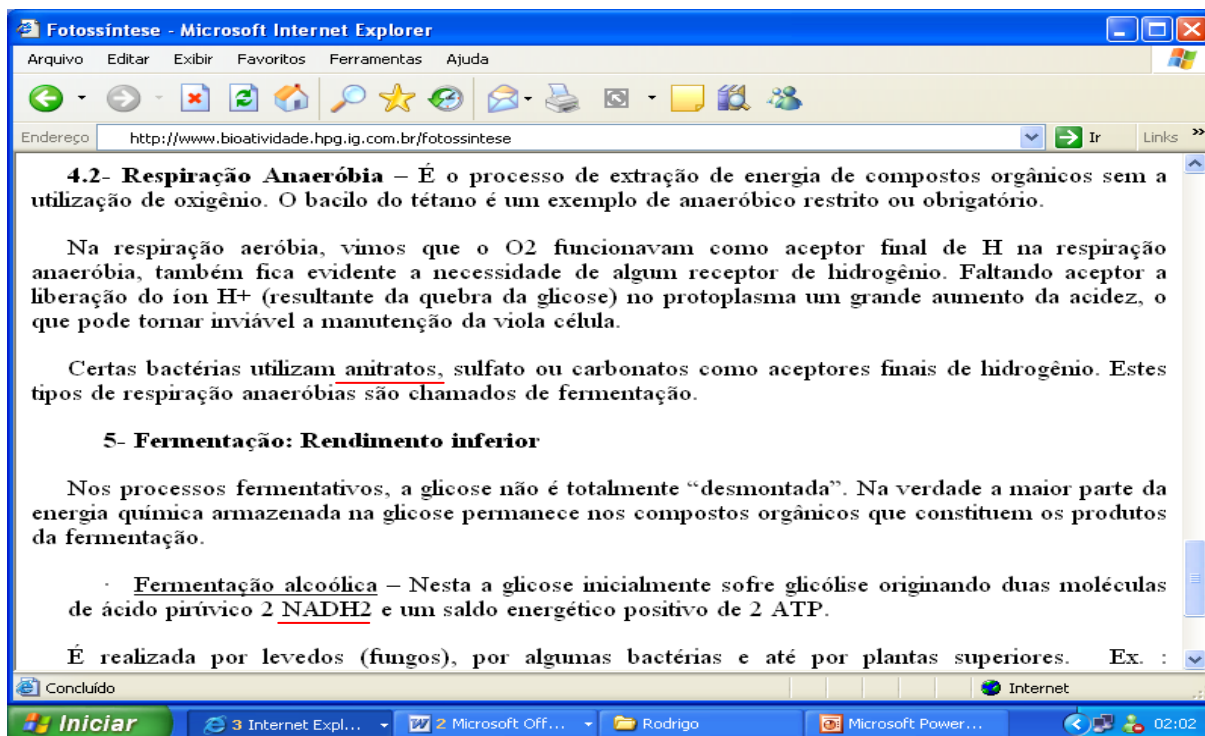 Fotossíntese - Microsoft Internet Explorer
Arquivo Editar Exibir Favoritos Ferramentas Ajuda
Endereço http://www.bioatividade.hpg.ig.com.br/fotossintese Ir Links »
4.2- Respiração Anaeróbia – É o processo de extração de energia de compostos orgânicos sem a
utilização de oxigênio. O bacilo do tétano é um exemplo de anaeróbico restrito ou obrigatório.
Na respiração aeróbia, vimos que o O2 funcionavam como aceptor final de H na respiração
anaeróbia, também fica evidente a necessidade de algum receptor de hidrogênio. Faltando aceptor a
liberação do íon H+ (resultante da quebra da glicose) no protoplasma um grande aumento da acidez, o
que pode tornar inviável a manutenção da viola célula.
Certas bactérias utilizam anitratos, sulfato ou carbonatos como aceptores finais de hidrogênio. Estes
tipos de respiração anaeróbias são chamados de fermentação.
5- Fermentação: Rendimento inferior
Nos processos fermentativos, a glicose não é totalmente “desmontada”. Na verdade a maior parte da
energia química armazenada na glicose permanece nos compostos orgânicos que constituem os produtos
da fermentação.
· Fermentação alcoólica – Nesta a glicose inicialmente sofre glicólise originando duas moléculas
de ácido pirúvico 2 NADH2 e um saldo energético positivo de 2 ATP.
É realizada por levedos (fungos), por algumas bactérias e até por plantas superiores. Ex. :
Concluído Internet
Iniciar 3 Internet Expl... 2 Microsoft Off... Rodrigo Microsoft Power... 02:02